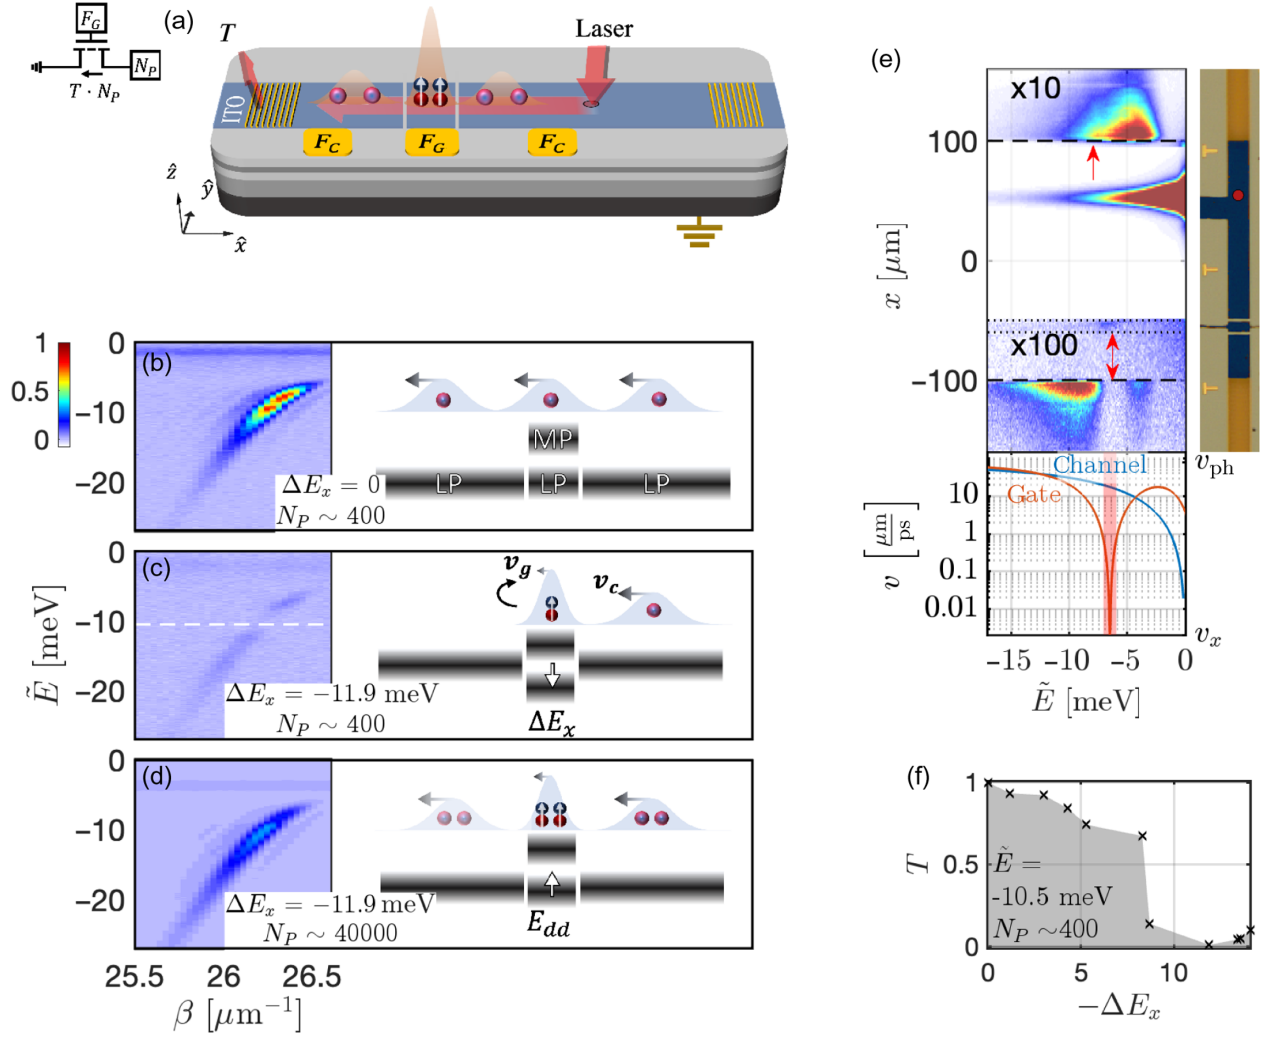 (a)
F_G
N_P
T · N_P
T
Laser
ITO
F_C
F_G
F_C
ẑ
ŷ
x̂
1
0.5
0
(b)
0
-10
-20
ΔE_x = 0
N_P ∼ 400
MP
LP
LP
LP
(c)
0
-10
-20
Ẽ [meV]
ΔE_x = −11.9 meV
N_P ∼ 400
v_g
v_c
ΔE_x
(d)
0
-10
-20
ΔE_x = −11.9 meV
N_P ∼ 40000
E_dd
25.5
26
26.5
β [μm⁻¹]
(e)
x10
100
0
x [μm]
x100
−100
Channel
Gate
v_ph
10
1
0.1
0.01
v [μm/ps]
v_x
−15
−10
−5
0
Ẽ [meV]
(f)
1
0.5
0
T
Ẽ =
-10.5 meV
N_P ∼400
0
5
10
−ΔE_x